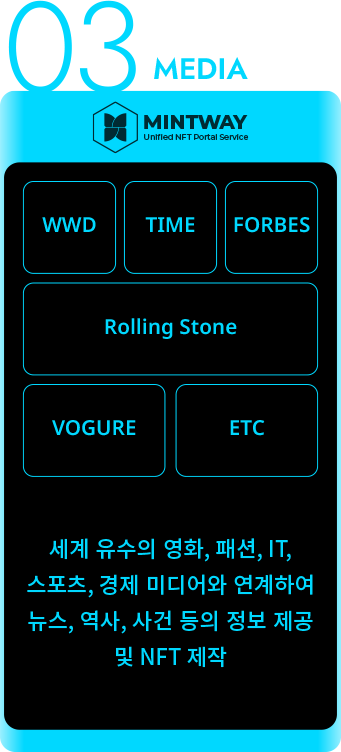 03 MEDIA
MINTWAY
Unified NFT Portal Service
WWD
TIME
FORBES
Rolling Stone
VOGURE
ETC
세계 유수의 영화, 패션, IT,
스포츠, 경제 미디어와 연계하여
뉴스, 역사, 사건 등의 정보 제공
및 NFT 제작